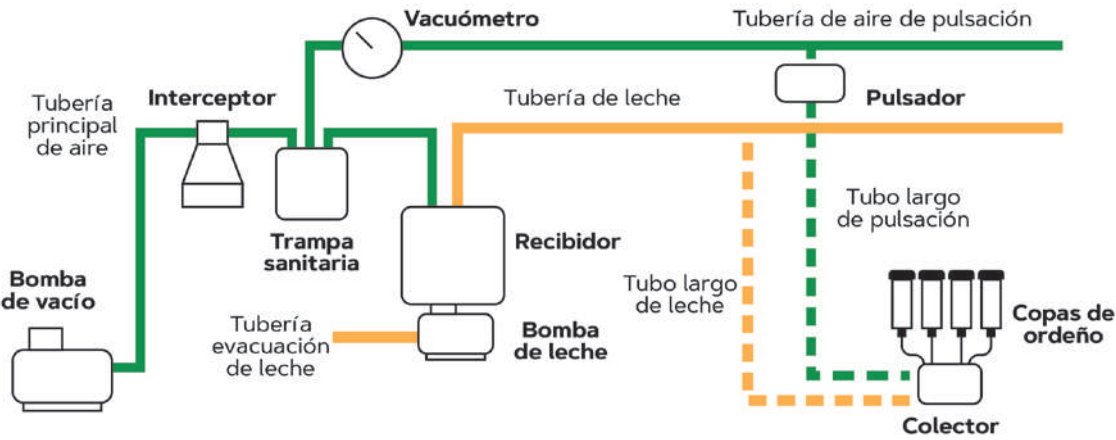 Vacuómetro
Tubería de aire de pulsación
Tubería
principal
de aire
Interceptor
Tubería de leche
Pulsador
Trampa
sanitaria
Recibidor
Tubo largo
de pulsación
Bomba
de vacío
Tubería
evacuación
de leche
Bomba
de leche
Tubo largo
de leche
Copas de
ordeño
Colector